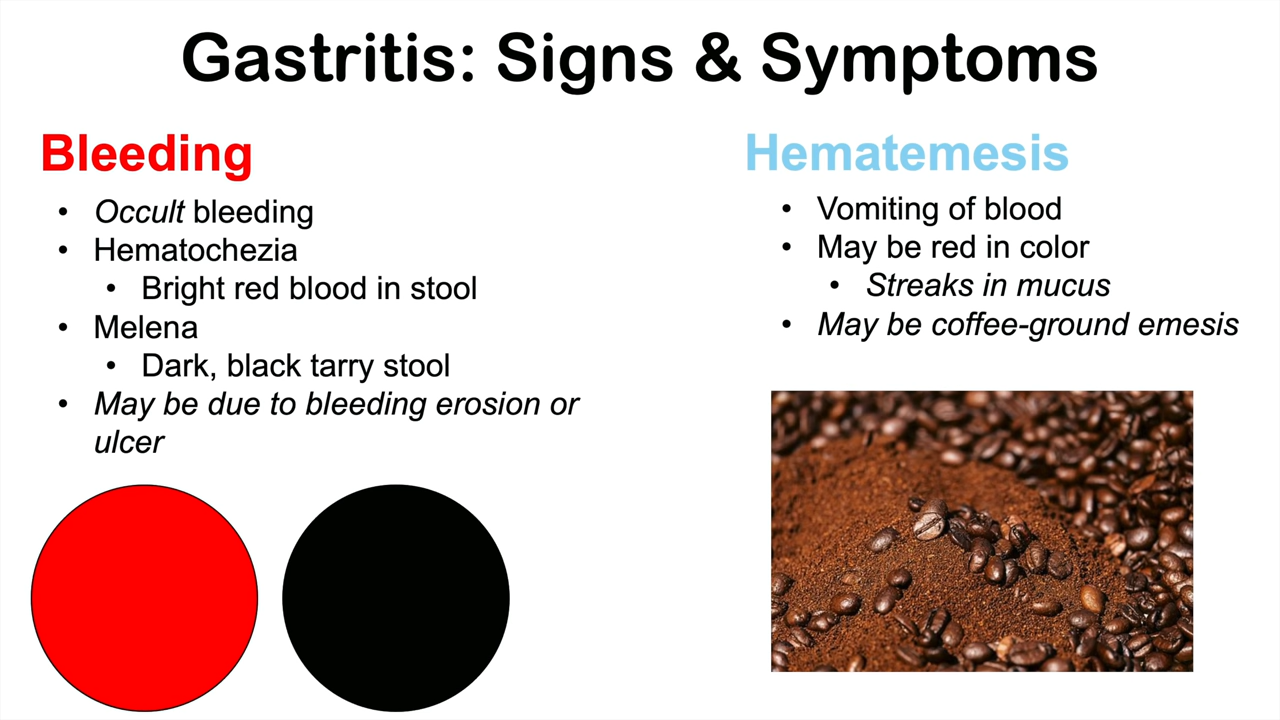 Gastritis: Signs & Symptoms
Bleeding
• Occult bleeding
• Hematochezia
• Bright red blood in stool
• Melena
• Dark, black tarry stool
• May be due to bleeding erosion or
ulcer
Hematemesis
• Vomiting of blood
• May be red in color
• Streaks in mucus
• May be coffee-ground emesis